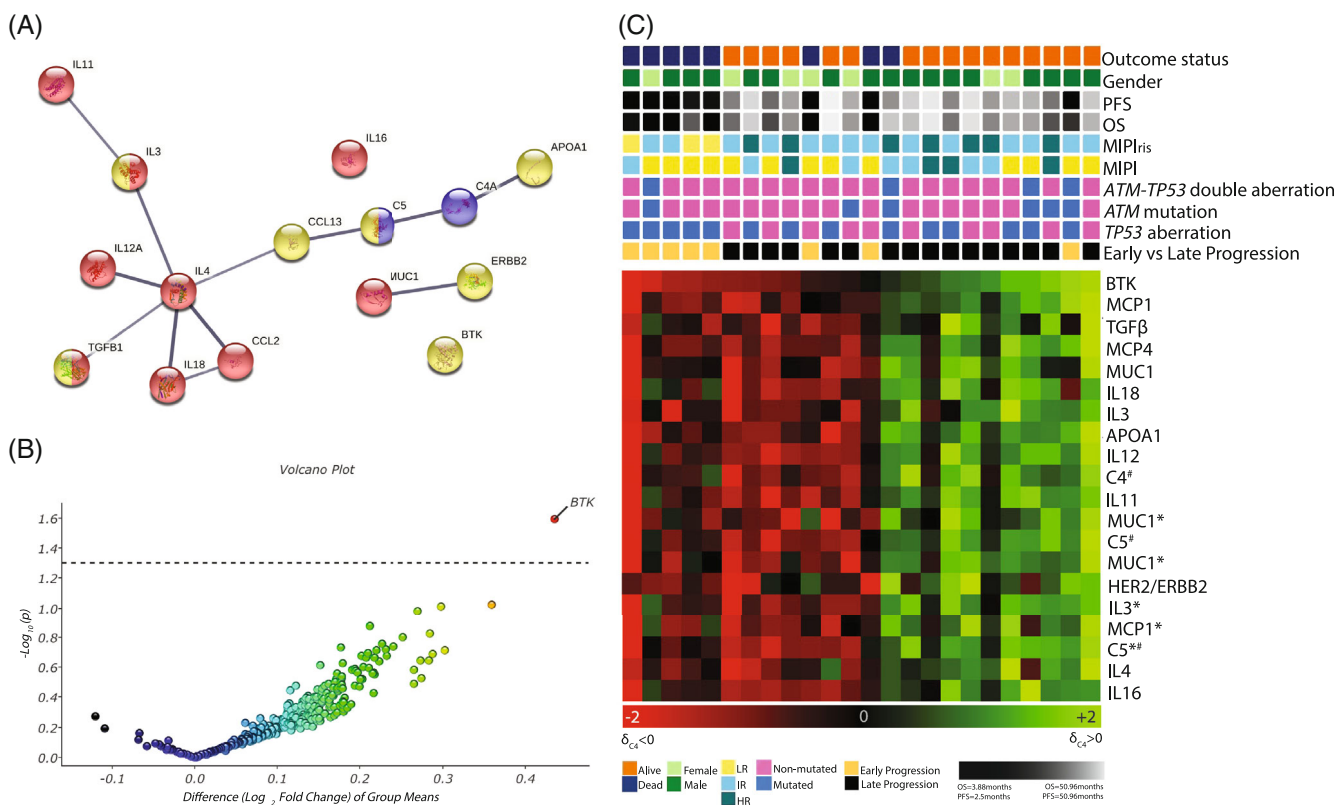 (A)
IL11
IL3
IL16
APOA1
C4A
C5
CCL13
IL12A
IL4
MUC1
ERBB2
TGFB1
IL18
CCL2
BTK
(B)
Volcano Plot
BTK
1.6
1.4
1.2
1.0
0.8
0.6
0.4
0.2
0.0
-Log10(p)
-0.1
0.0
0.1
0.2
0.3
0.4
Difference (Log 2 Fold Change) of Group Means
(C)
Outcome status
Gender
PFS
OS
MIPIris
MIPI
ATM-TP53 double aberration
ATM mutation
TP53 aberration
Early vs Late Progression
BTK
MCP1
TGFβ
MCP4
MUC1
IL18
IL3
APOA1
IL12
C4#
IL11
MUC1*
C5#
MUC1*
HER2/ERBB2
IL3*
MCP1*
C5*#
IL4
IL16
-2
0
+2
δC4<0
δC4>0
Alive
Dead
Female
Male
LR
IR
HR
Non-mutated
Mutated
Early Progression
Late Progression
OS=3.88months
PFS=2.5months
OS=50.96months
PFS=50.96months